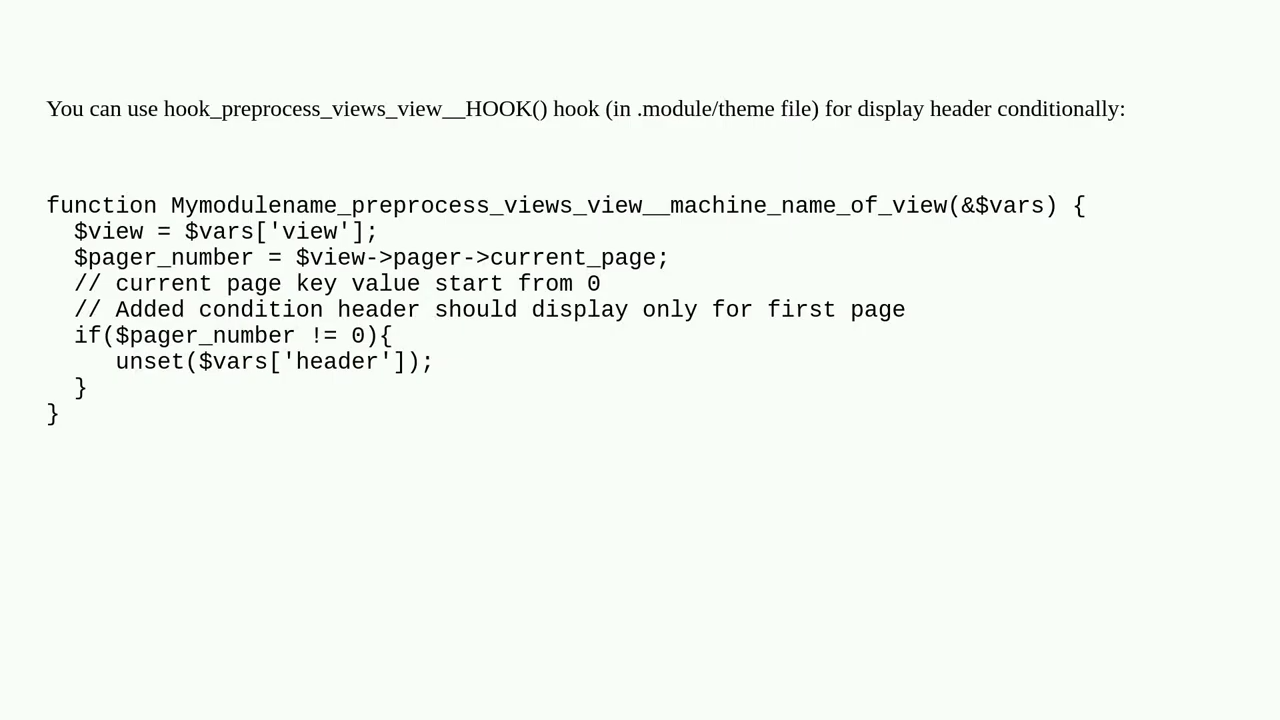 You can use hook_preprocess_views_view__HOOK() hook (in .module/theme file) for display header conditionally:
function Mymodulename_preprocess_views_view__machine_name_of_view(&$vars) {
  $view = $vars['view'];
  $pager_number = $view->pager->current_page;
  // current page key value start from 0
  // Added condition header should display only for first page
  if($pager_number != 0){
     unset($vars['header']);
  }
}